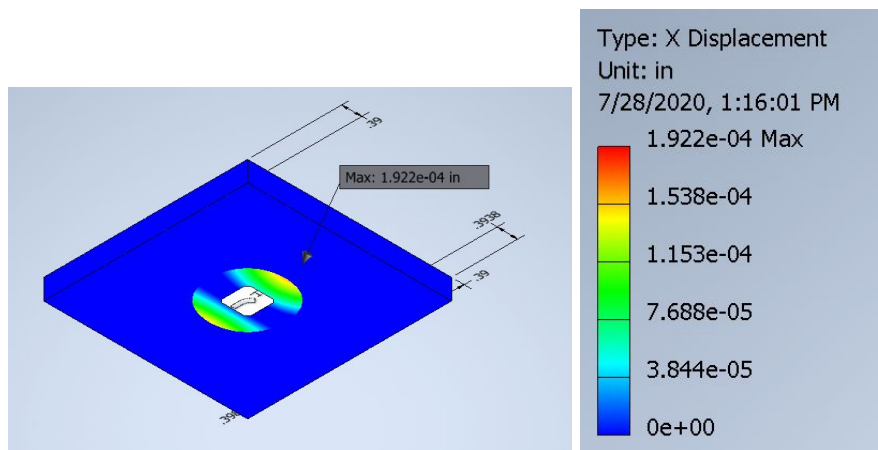 .39
Max: 1.922e-04 in
.3938
.39
Type: X Displacement
Unit: in
7/28/2020, 1:16:01 PM
1.922e-04 Max
1.538e-04
1.153e-04
7.688e-05
3.844e-05
0e+00